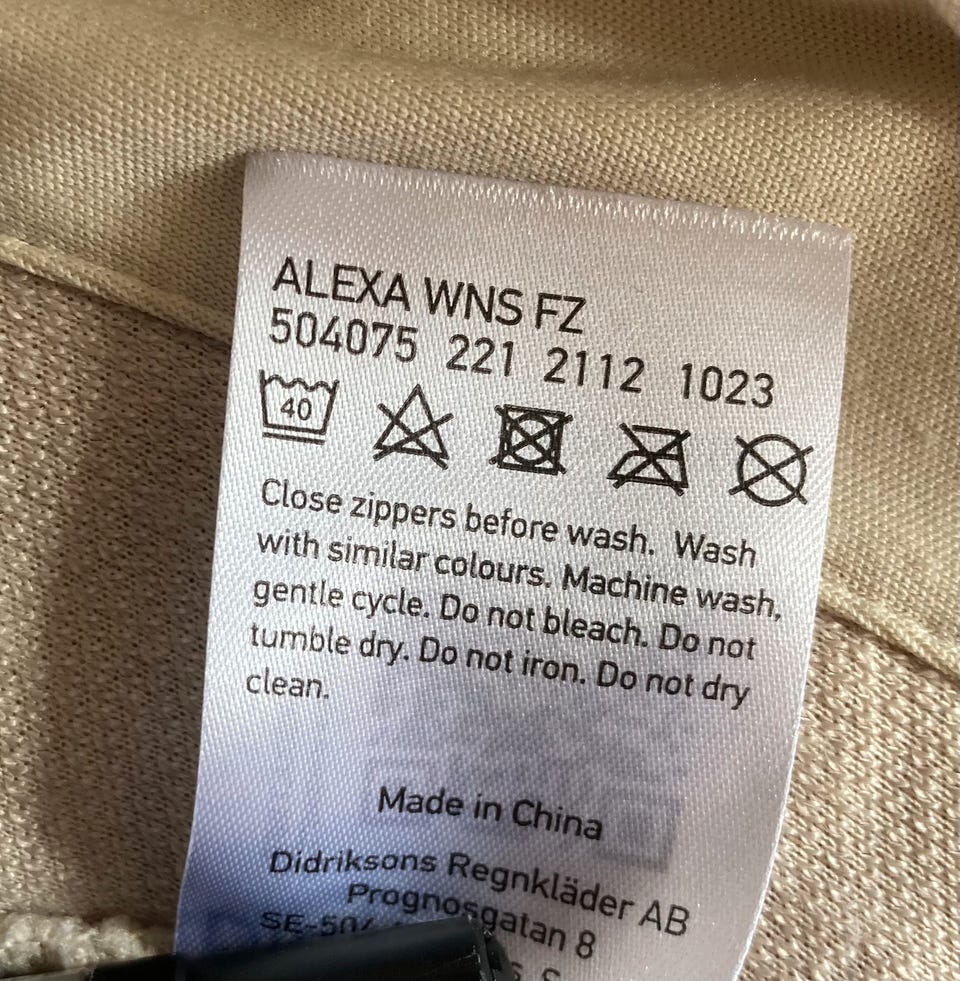 ALEXA WNS FZ
504075 221 2112 1023
40
Close zippers before wash. Wash
with similar colours. Machine wash,
gentle cycle. Do not bleach. Do not
tumble dry. Do not iron. Do not dry
clean.
Made in China
Didriksons Regnkläder AB
Prognosgatan 8